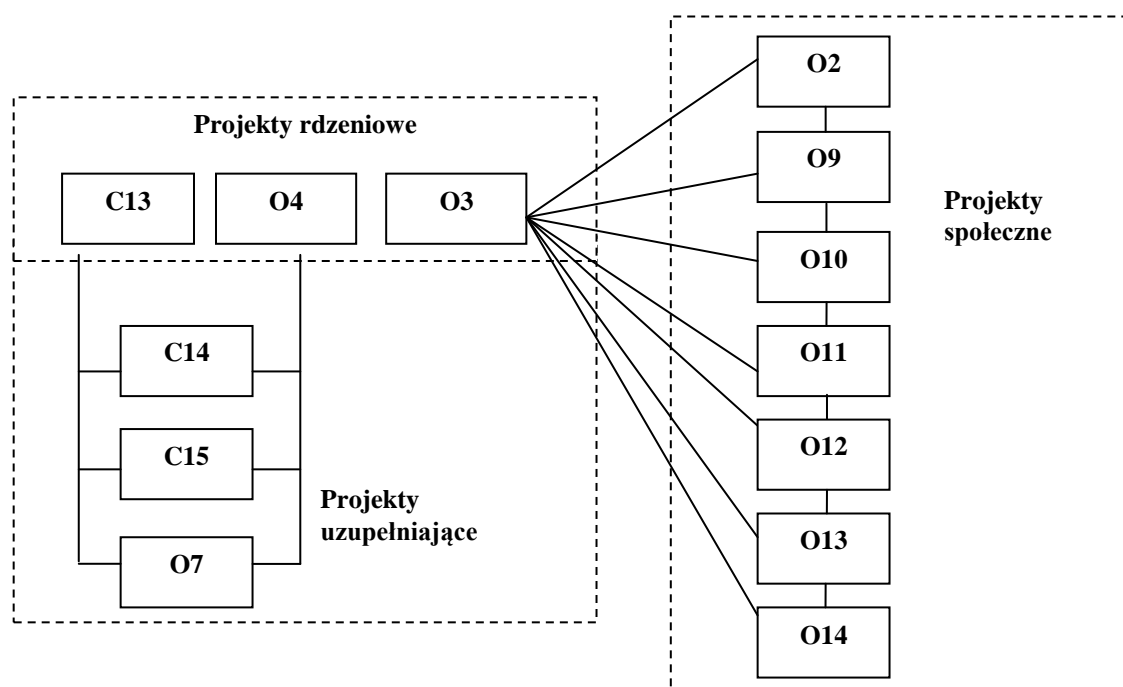 Projekty rdzeniowe
C13
O4
O3
C14
C15
O7
Projekty
uzupełniające
O2
O9
O10
O11
O12
O13
O14
Projekty
społeczne